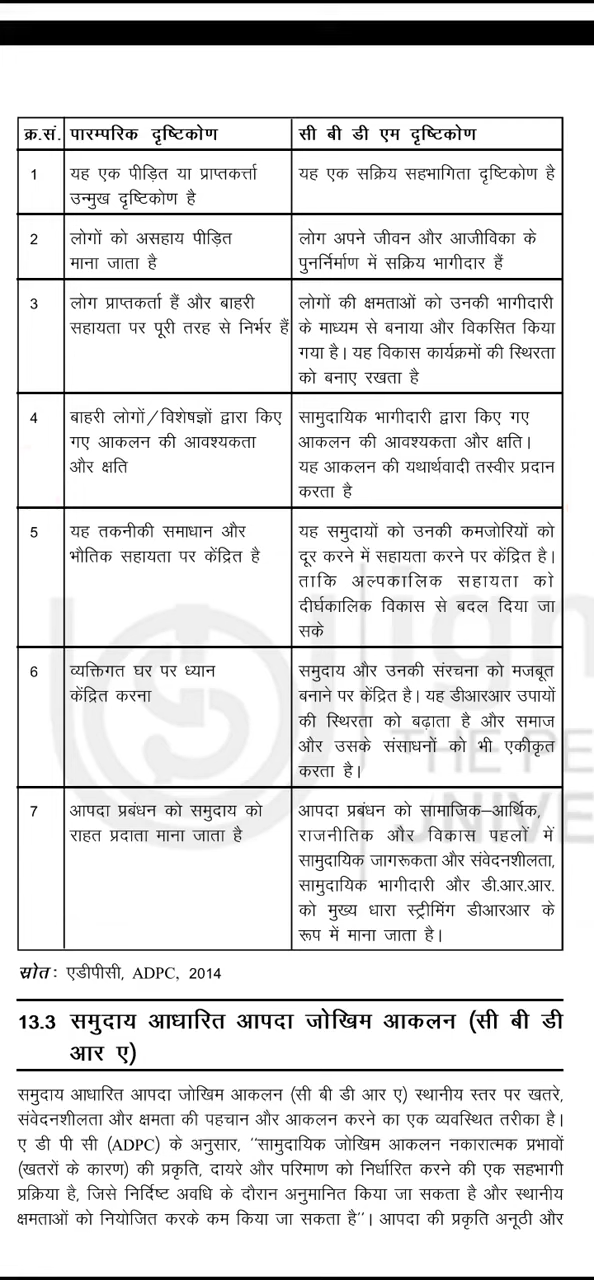 क्र.सं. पारम्परिक दृष्टिकोण सी बी डी एम दृष्टिकोण
1 यह एक पीड़ित या प्राप्तकर्त्ता यह एक सक्रिय सहभागिता दृष्टिकोण है
उन्मुख दृष्टिकोण है
2 लोगों को असहाय पीड़ित लोग अपने जीवन और आजीविका के
माना जाता है पुनर्निर्माण में सक्रिय भागीदार हैं
3 लोग प्राप्तकर्ता हैं और बाहरी लोगों की क्षमताओं को उनकी भागीदारी
सहायता पर पूरी तरह से निर्भर हैं के माध्यम से बनाया और विकसित किया
गया है। यह विकास कार्यक्रमों की स्थिरता
को बनाए रखता है
4 बाहरी लोगों/विशेषज्ञों द्वारा किए सामुदायिक भागीदारी द्वारा किए गए
गए आकलन की आवश्यकता आकलन की आवश्यकता और क्षति।
और क्षति यह आकलन की यथार्थवादी तस्वीर प्रदान
करता है
5 यह तकनीकी समाधान और यह समुदायों को उनकी कमजोरियों को
भौतिक सहायता पर केंद्रित है दूर करने में सहायता करने पर केंद्रित है।
ताकि अल्पकालिक सहायता को
दीर्घकालिक विकास से बदल दिया जा
सके
6 व्यक्तिगत घर पर ध्यान समुदाय और उनकी संरचना को मजबूत
केंद्रित करना बनाने पर केंद्रित है। यह डीआरआर उपायों
की स्थिरता को बढ़ाता है और समाज
और उसके संसाधनों को भी एकीकृत
करता है।
7 आपदा प्रबंधन को समुदाय को आपदा प्रबंधन को सामाजिक–आर्थिक,
राहत प्रदाता माना जाता है राजनीतिक और विकास पहलों में
सामुदायिक जागरूकता और संवेदनशीलता,
सामुदायिक भागीदारी और डी.आर.आर.
को मुख्य धारा स्ट्रीमिंग डीआरआर के
रूप में माना जाता है।
स्रोत: एडीपीसी, ADPC, 2014
13.3 समुदाय आधारित आपदा जोखिम आकलन (सी बी डी
आर ए)
समुदाय आधारित आपदा जोखिम आकलन (सी बी डी आर ए) स्थानीय स्तर पर खतरे,
संवेदनशीलता और क्षमता की पहचान और आकलन करने का एक व्यवस्थित तरीका है।
ए डी पी सी (ADPC) के अनुसार, "सामुदायिक जोखिम आकलन नकारात्मक प्रभावों
(खतरों के कारण) की प्रकृति, दायरे और परिमाण को निर्धारित करने की एक सहभागी
प्रक्रिया है, जिसे निर्दिष्ट अवधि के दौरान अनुमानित किया जा सकता है और स्थानीय
क्षमताओं को नियोजित करके कम किया जा सकता है"। आपदा की प्रकृति अनूठी और
ign
THE PE
UNIVE